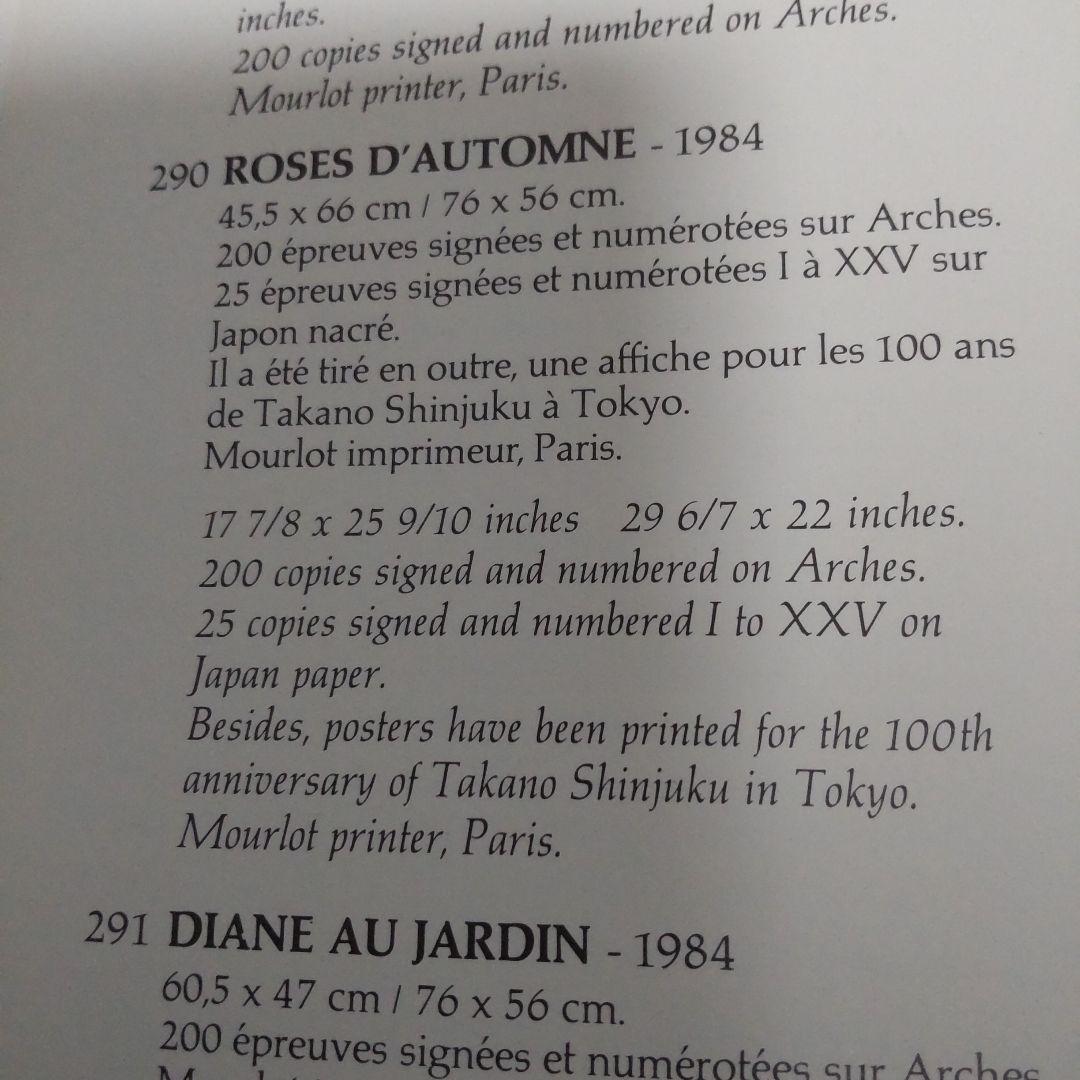 inches.
200 copies signed and numbered on Arches.
Mourlot printer, Paris.
290 ROSES D'AUTOMNE - 1984
45,5 x 66 cm / 76 x 56 cm.
200 épreuves signées et numérotées sur Arches.
25 épreuves signées et numérotées I à XXV sur
Japon nacré.
Il a été tiré en outre, une affiche pour les 100 ans
de Takano Shinjuku à Tokyo.
Mourlot imprimeur, Paris.
17 7/8 x 25 9/10 inches 29 6/7 x 22 inches.
200 copies signed and numbered on Arches.
25 copies signed and numbered I to XXV on
Japan paper.
Besides, posters have been printed for the 100th
anniversary of Takano Shinjuku in Tokyo.
Mourlot printer, Paris.
291 DIANE AU JARDIN - 1984
60,5 x 47 cm / 76 x 56 cm.
200 épreuves signées et numérotées sur Arches